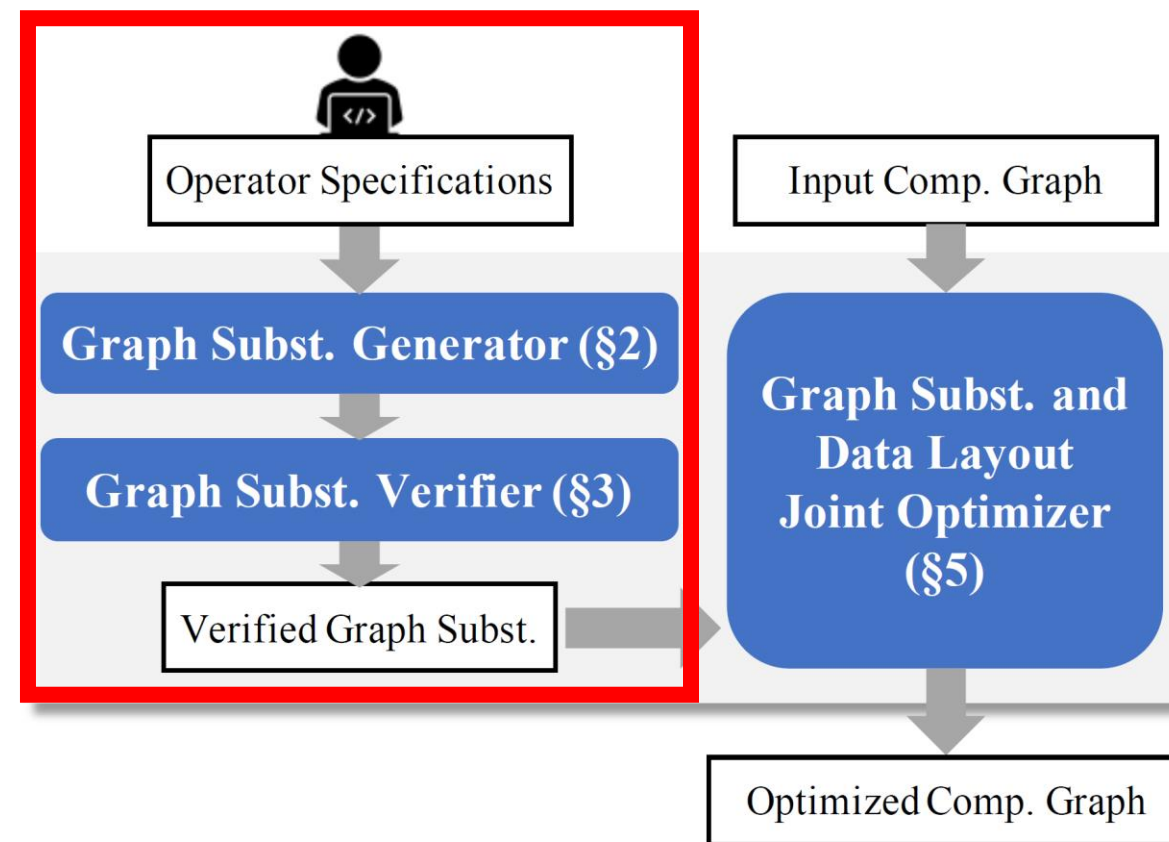 </>
Operator Specifications
Graph Subst. Generator (§2)
Graph Subst. Verifier (§3)
Verified Graph Subst.
Input Comp. Graph
Graph Subst. and
Data Layout
Joint Optimizer
(§5)
Optimized Comp. Graph